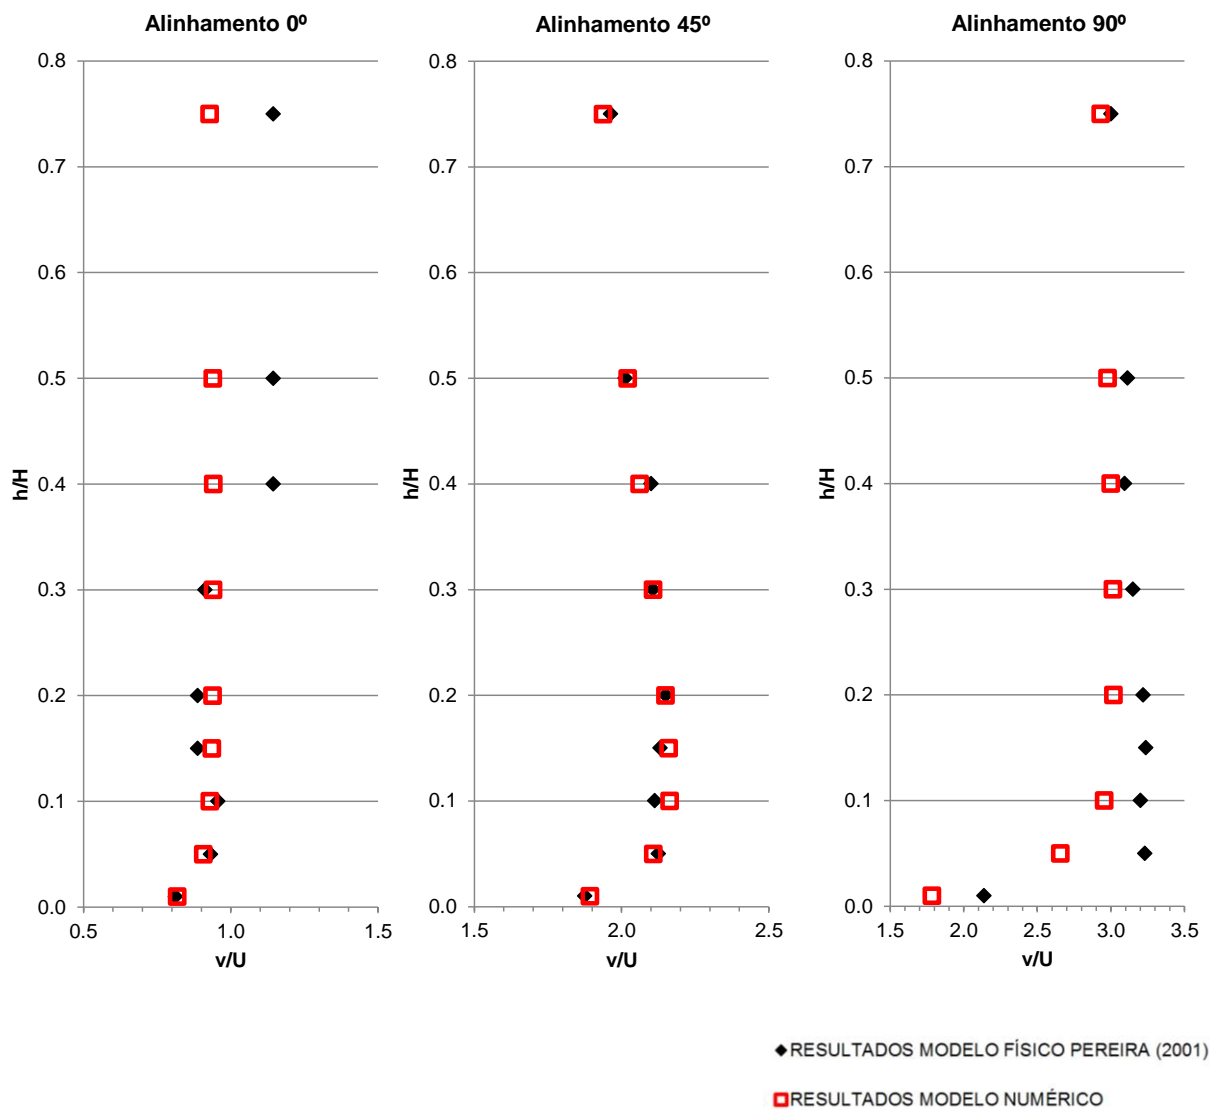 Alinhamento 0º
Alinhamento 45º
Alinhamento 90º
0.8
0.7
0.6
0.5
0.4
0.3
0.2
0.1
0.0
h/H
0.5 1.0 1.5
v/U
0.8
0.7
0.6
0.5
0.4
0.3
0.2
0.1
0.0
h/H
1.5 2.0 2.5
v/U
0.8
0.7
0.6
0.5
0.4
0.3
0.2
0.1
0.0
h/H
1.5 2.0 2.5 3.0 3.5
v/U
RESULTADOS MODELO FÍSICO PEREIRA (2001)
RESULTADOS MODELO NUMÉRICO